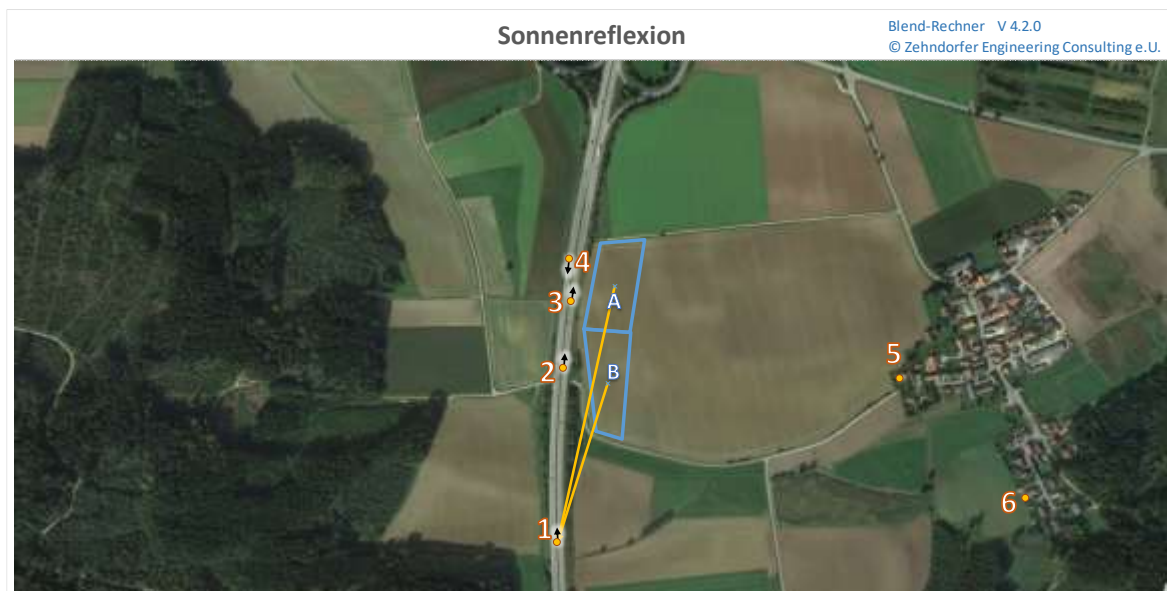 Sonnenreflexion
Blend-Rechner V 4.2.0
© Zehndorfer Engineering Consulting e.U.
4
3
A
2
B
5
1
6